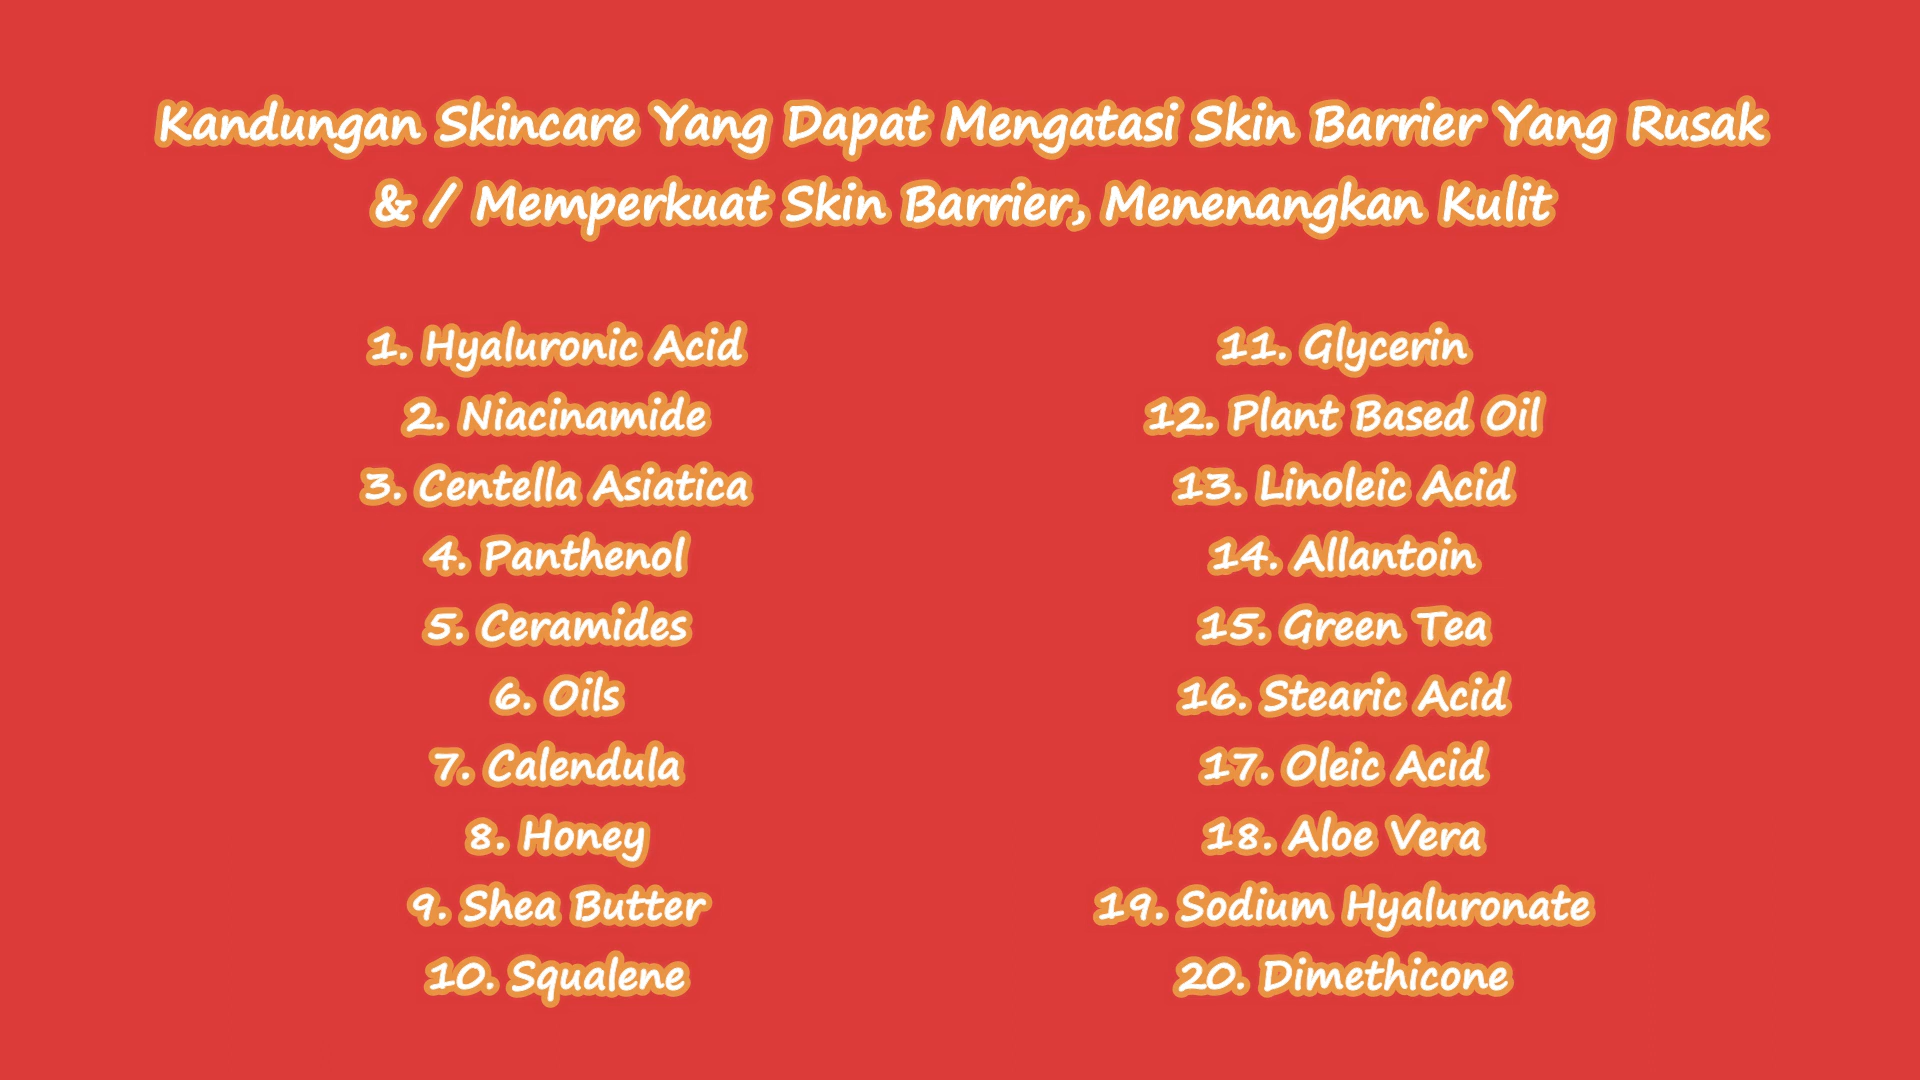 Kandungan Skincare Yang Dapat Mengatasi Skin Barrier Yang Rusak
& / Memperkuat Skin Barrier, Menenangkan Kulit
1. Hyaluronic Acid
2. Niacinamide
3. Centella Asiatica
4. Panthenol
5. Ceramides
6. Oils
7. Calendula
8. Honey
9. Shea Butter
10. Squalene
11. Glycerin
12. Plant Based Oil
13. Linoleic Acid
14. Allantoin
15. Green Tea
16. Stearic Acid
17. Oleic Acid
18. Aloe Vera
19. Sodium Hyaluronate
20. Dimethicone